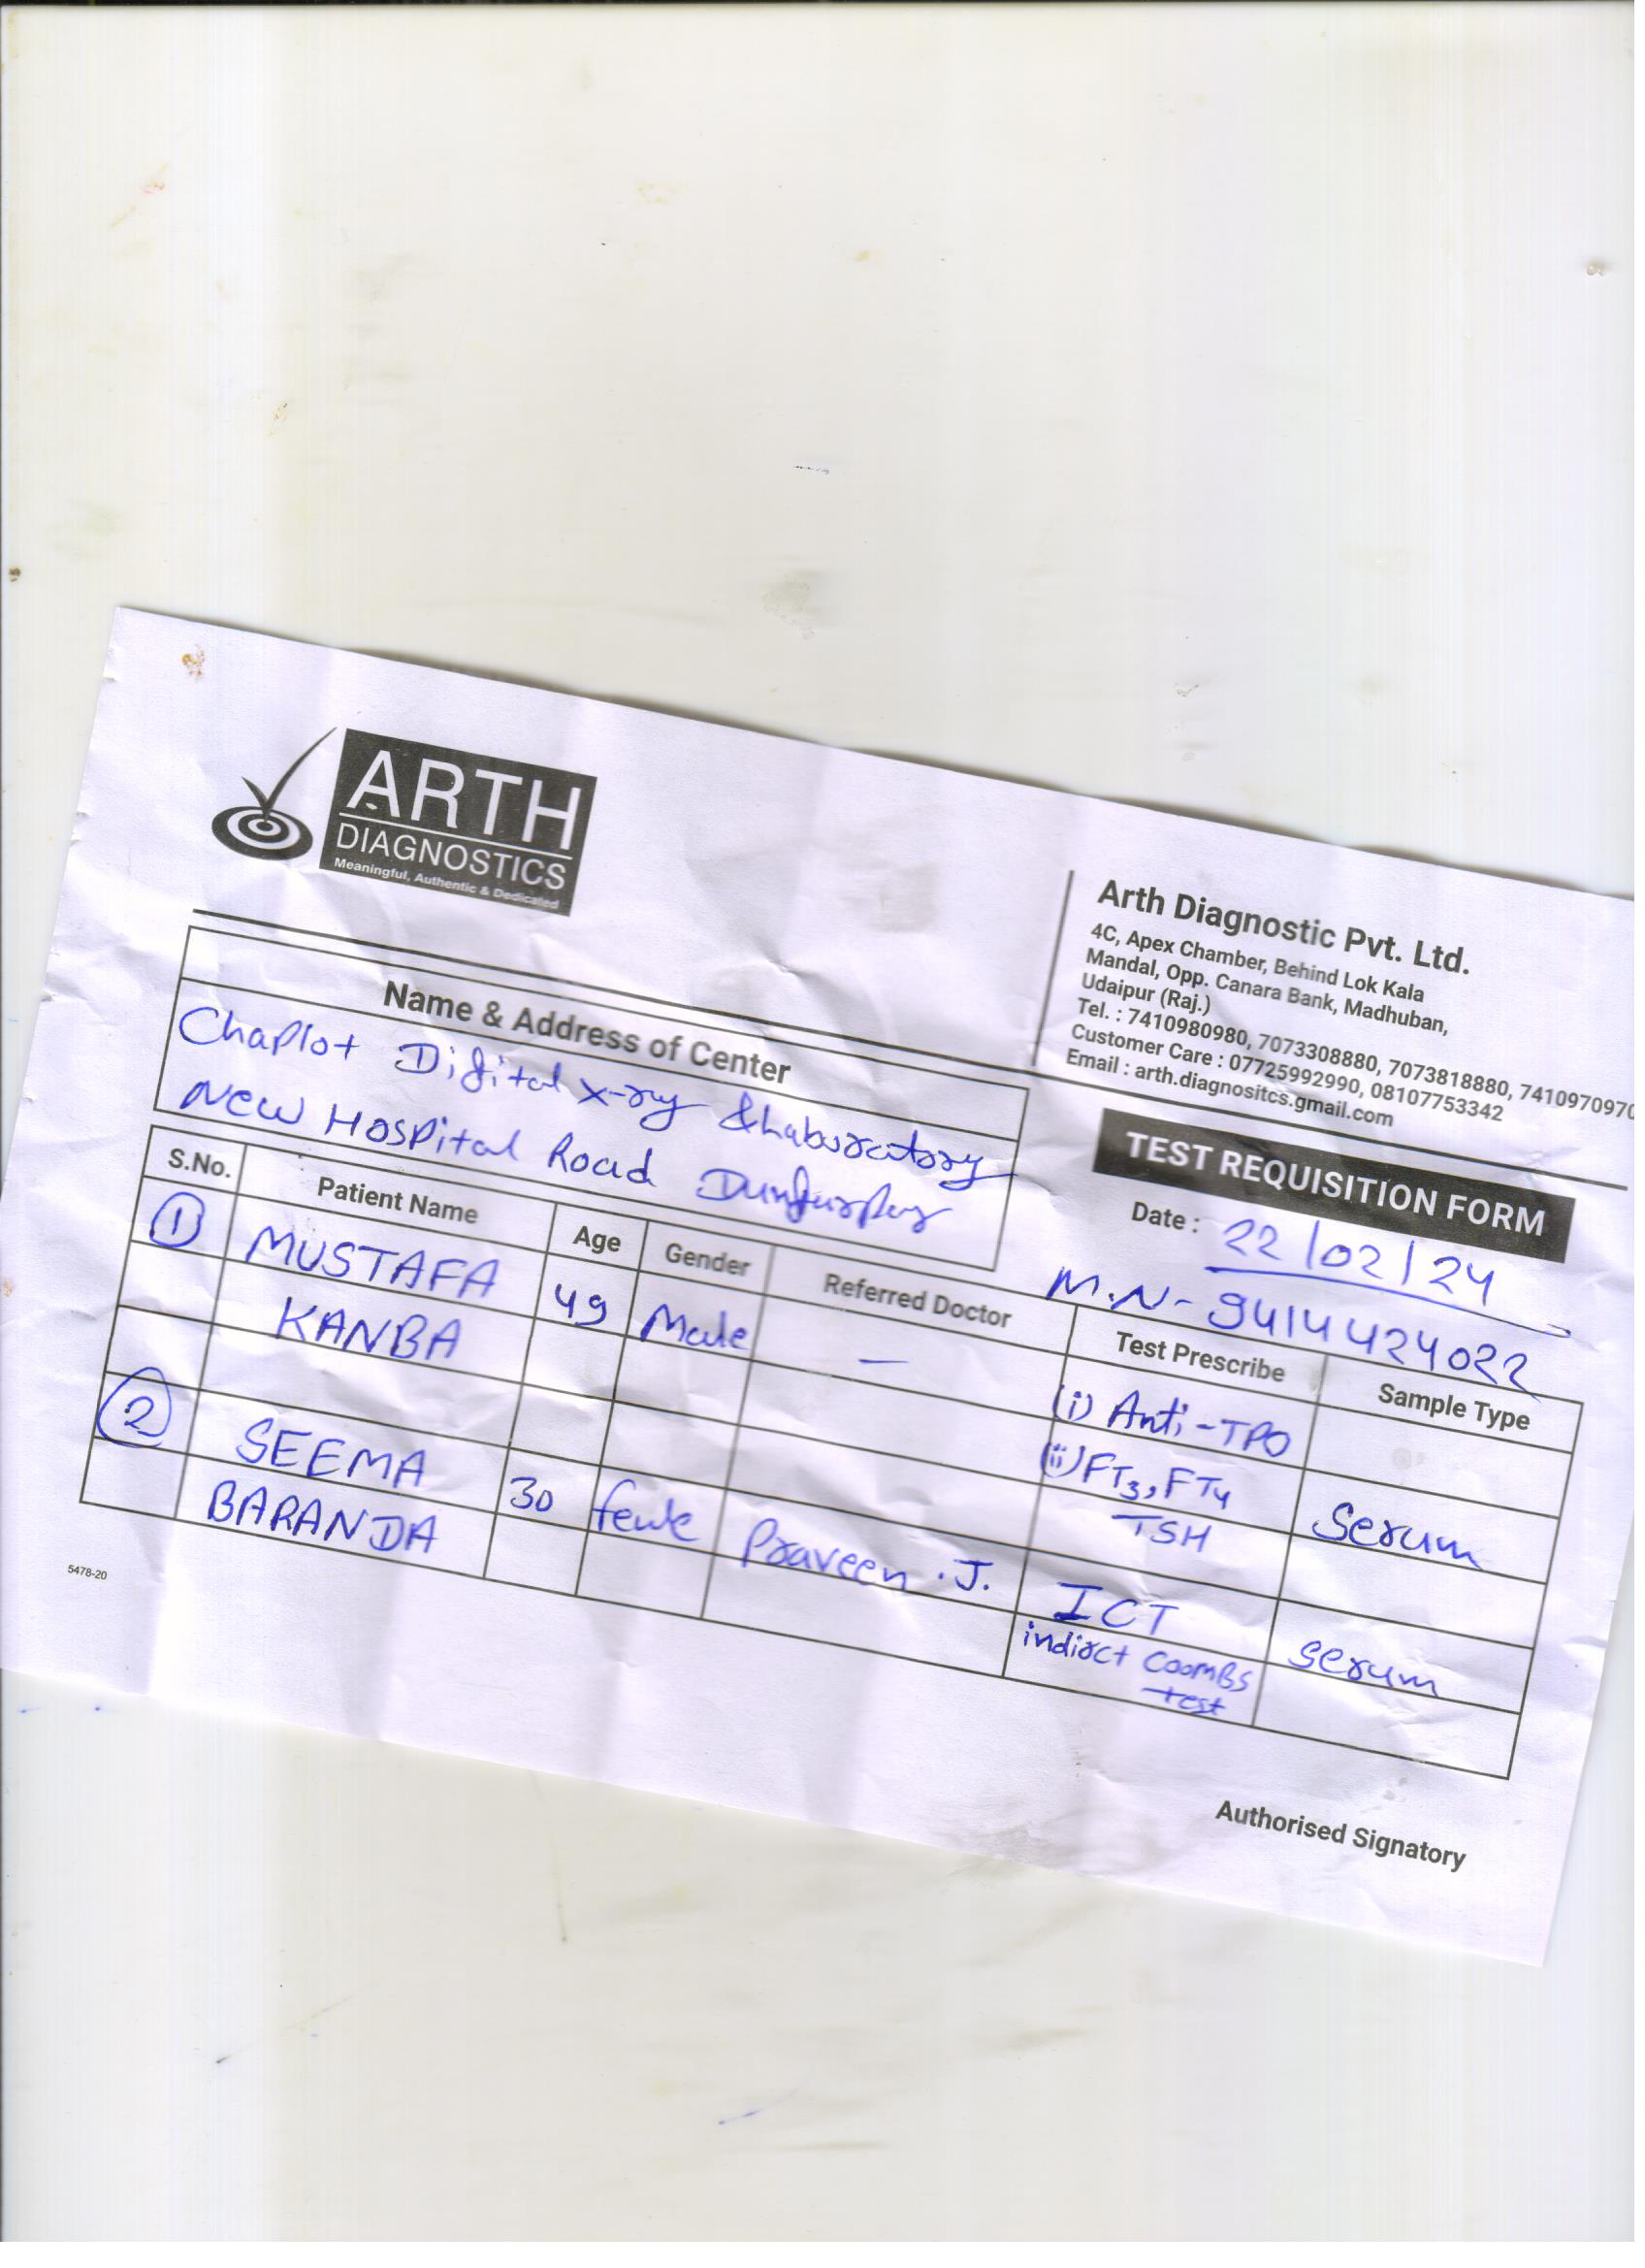 ARTH
DIAGNOSTICS
Meaningful, Authentic & Dedicated
Arth Diagnostic Pvt. Ltd.
4C, Apex Chamber, Behind Lok Kala
Mandal, Opp. Canara Bank, Madhuban,
Udaipur (Raj.)
Tel. : 7410980980, 7073308880, 7073818880, 7410970970
Customer Care : 07725992990, 08107753342
Email : arth.diagnositcs.gmail.com
Name & Address of Center
Chaplot Digital x-ray & Laboratory
New Hospital Road Dungurpur
TEST REQUISITION FORM
Date : 22/02/24
M.N- 9414424022
S.No. Patient Name Age Gender Referred Doctor Test Prescribe Sample Type
1 MUSTAFA 49 Male — (i) Anti-TPO
KANBA (ii) FT3, FT4 Serum
TSH
2 SEEMA 30 Praveen . J. ICT serum
BARANDA indirct COOMBS
test
5478-20
Authorised Signatory